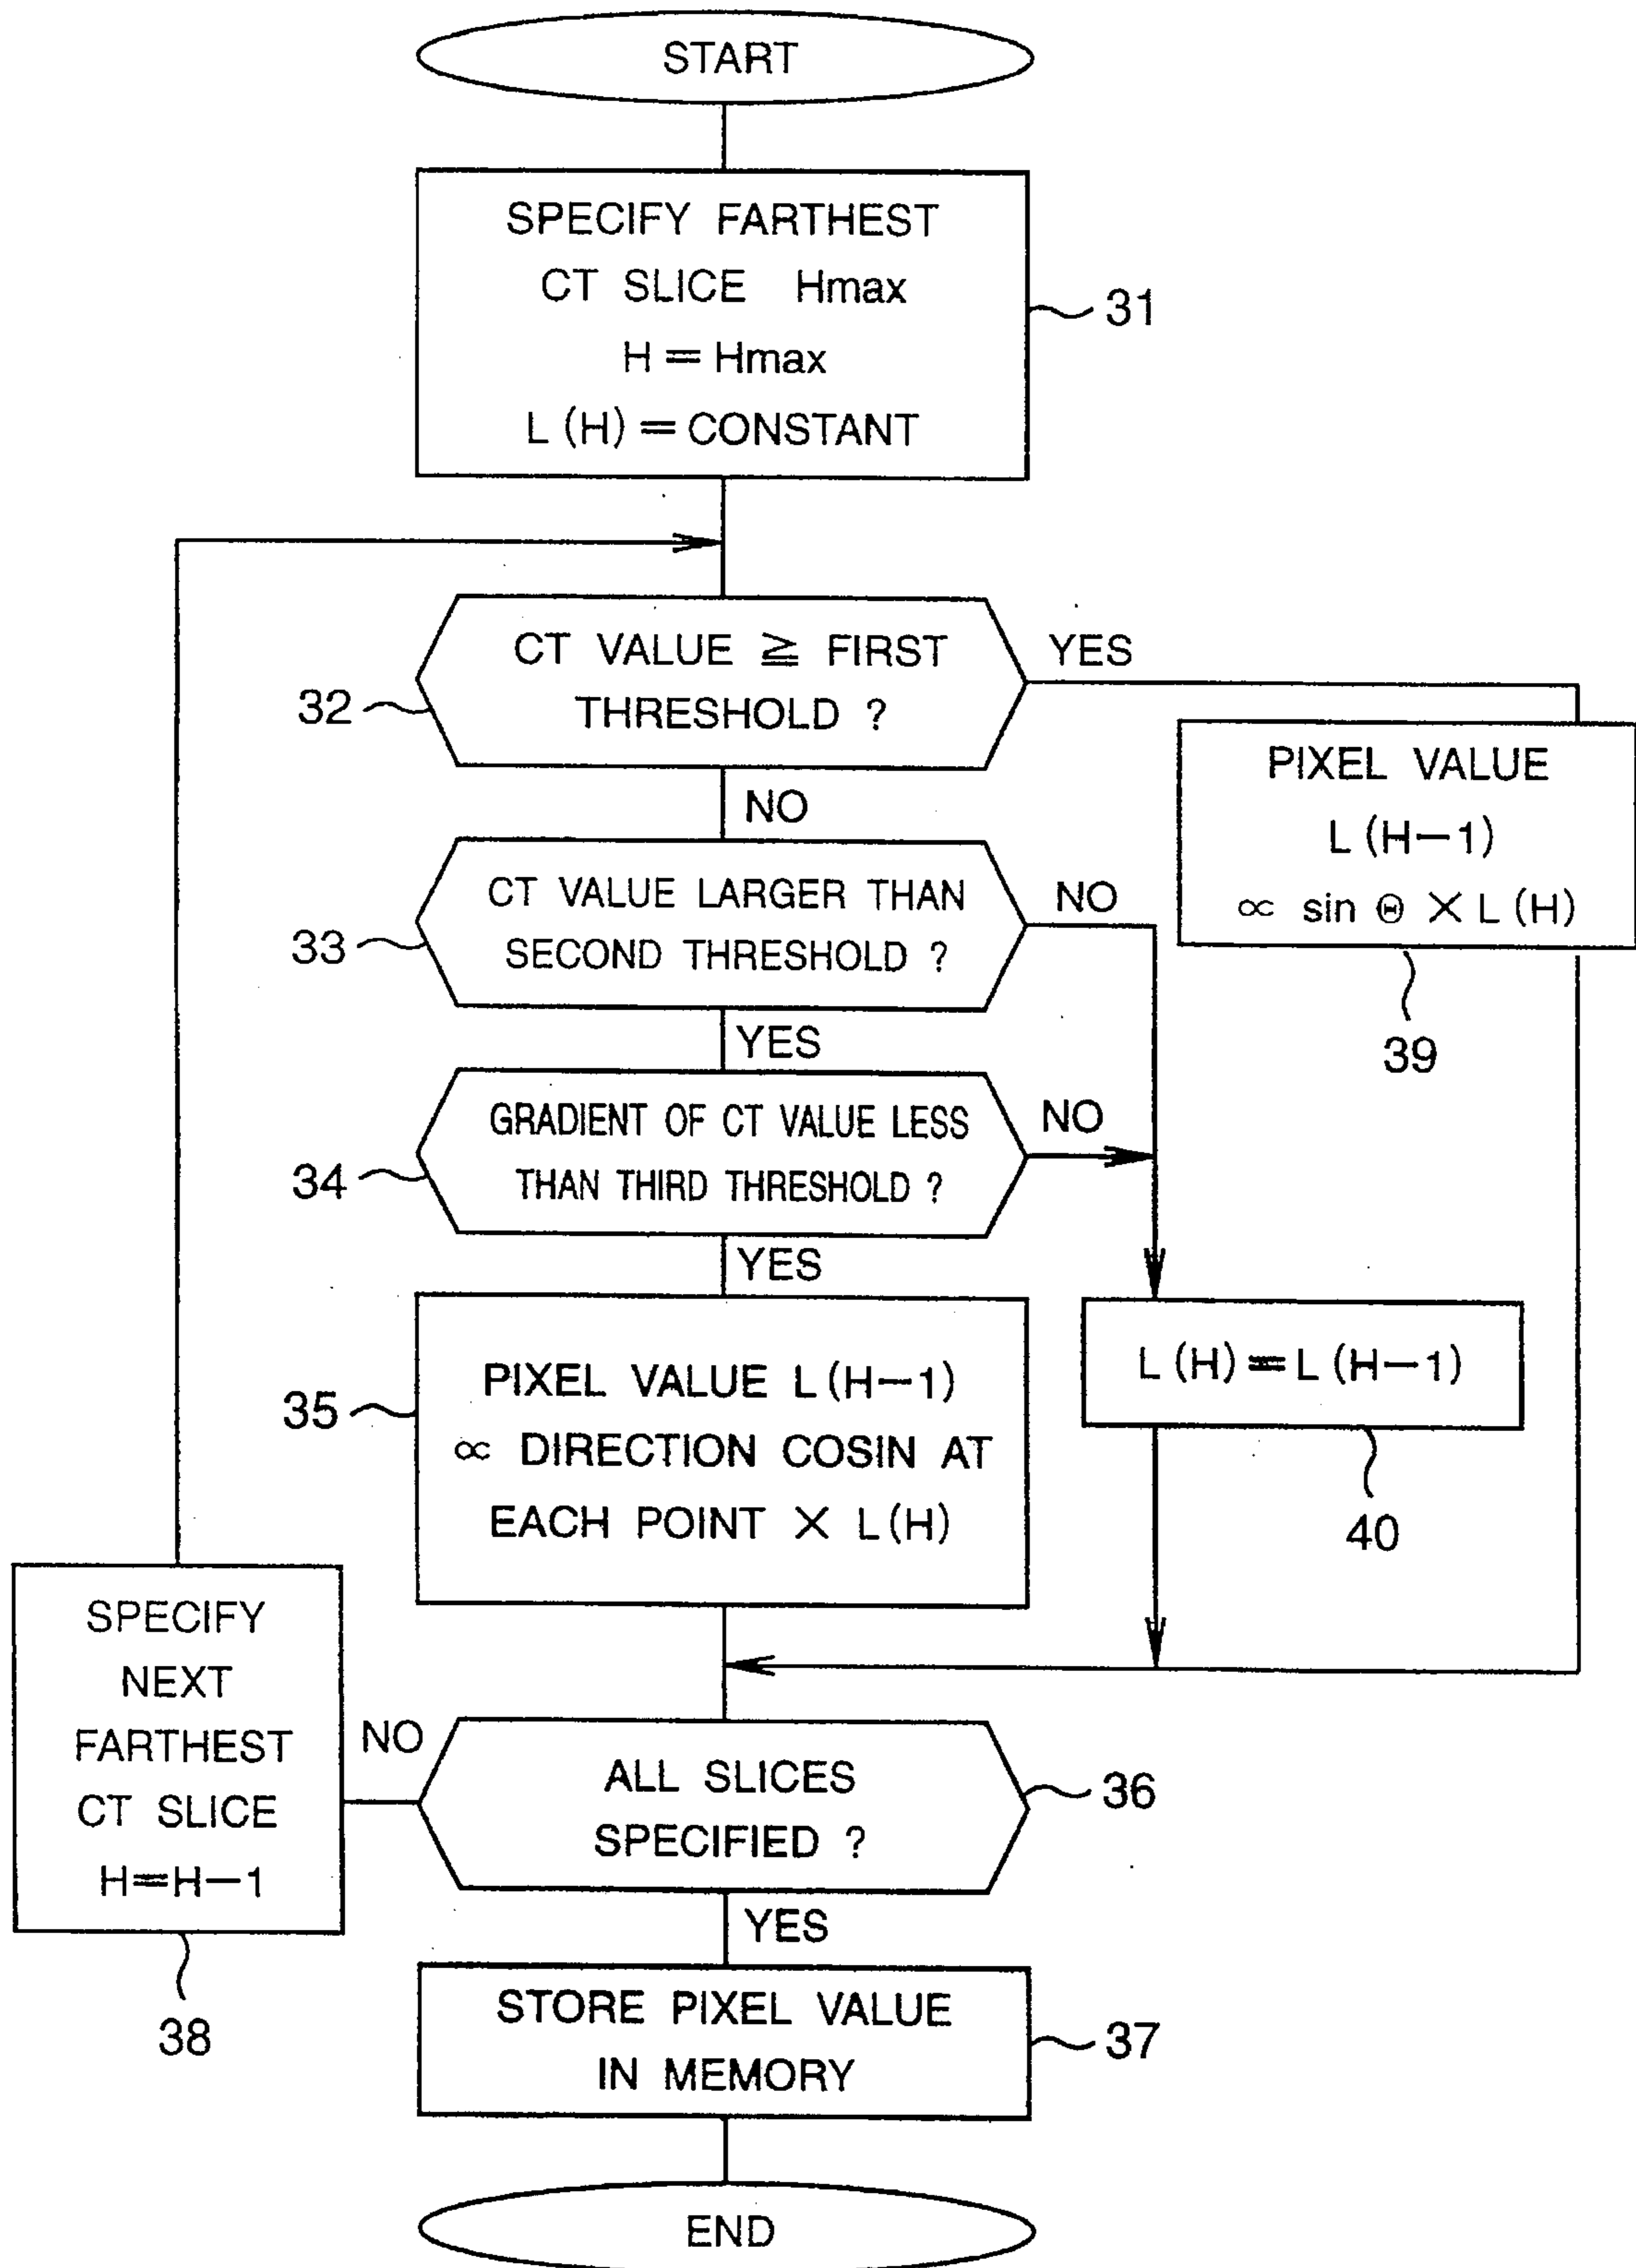 START
SPECIFY FARTHEST
CT SLICE Hmax
H = Hmax
L (H) = CONSTANT
31
CT VALUE ≧ FIRST
THRESHOLD ?
YES
32
NO
PIXEL VALUE
L (H−1)
∝ sin Θ × L (H)
39
CT VALUE LARGER THAN
SECOND THRESHOLD ?
NO
33
YES
GRADIENT OF CT VALUE LESS
THAN THIRD THRESHOLD ?
NO
34
YES
PIXEL VALUE L (H−1)
∝ DIRECTION COSIN AT
EACH POINT × L (H)
35
L (H) = L (H−1)
40
SPECIFY
NEXT
FARTHEST
CT SLICE
H=H−1
38
NO
ALL SLICES
SPECIFIED ?
36
YES
STORE PIXEL VALUE
IN MEMORY
37
END